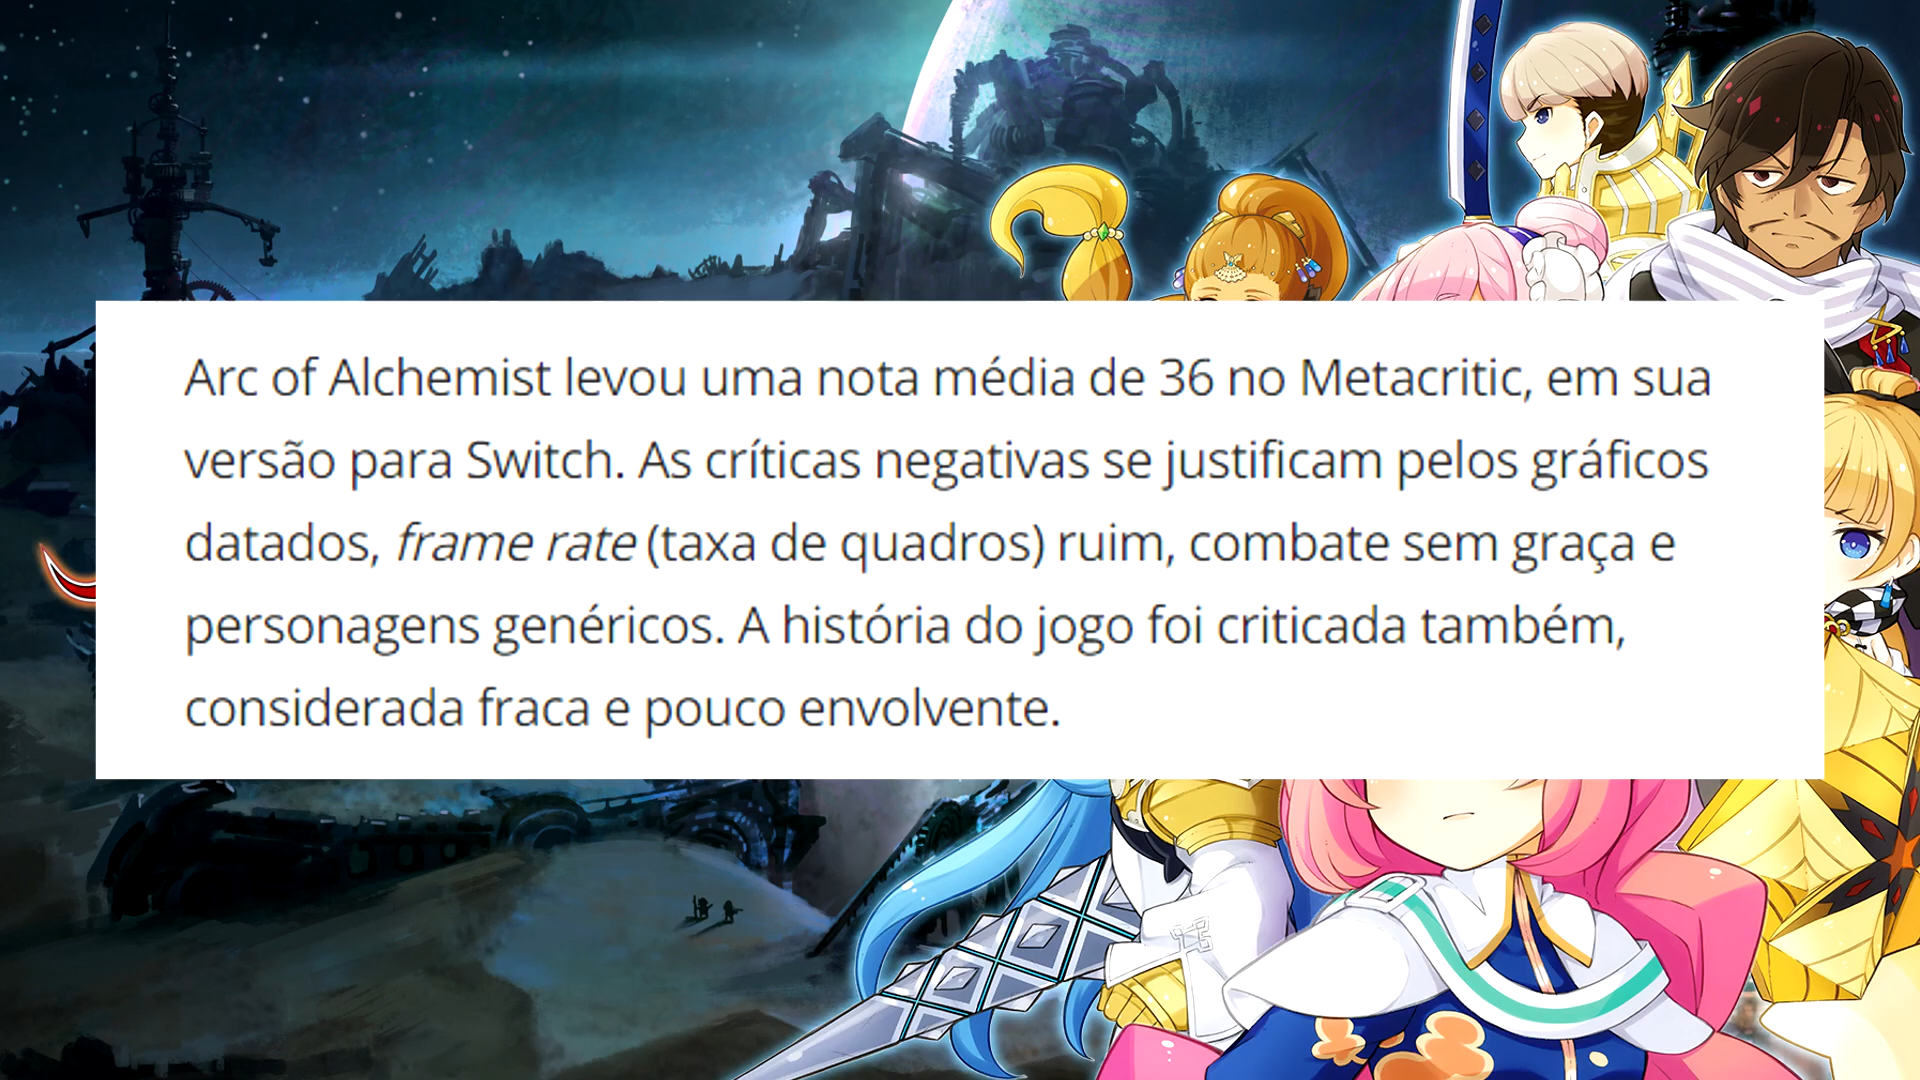 Arc of Alchemist levou uma nota média de 36 no Metacritic, em sua
versão para Switch. As críticas negativas se justificam pelos gráficos
datados, frame rate (taxa de quadros) ruim, combate sem graça e
personagens genéricos. A história do jogo foi criticada também,
considerada fraca e pouco envolvente.